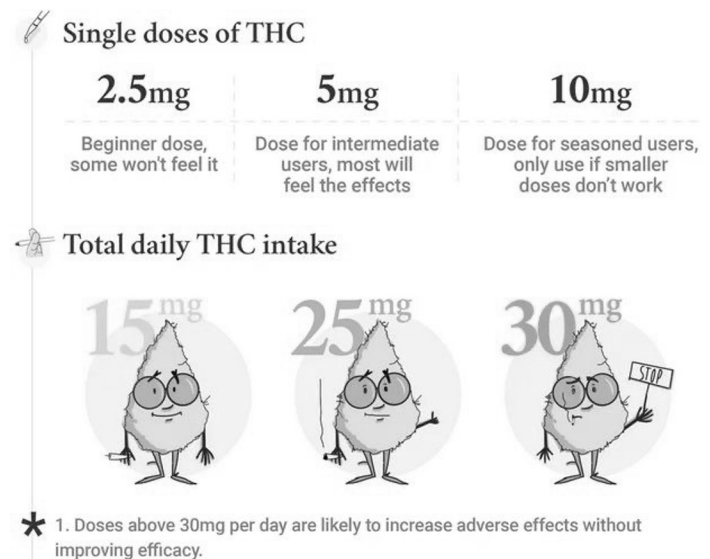 Single doses of THC
2.5mg
5mg
10mg
Beginner dose,
some won't feel it
Dose for intermediate
users, most will
feel the effects
Dose for seasoned users,
only use if smaller
doses don't work
Total daily THC intake
15mg
25mg
30mg
STOP
* 1. Doses above 30mg per day are likely to increase adverse effects without
improving efficacy.